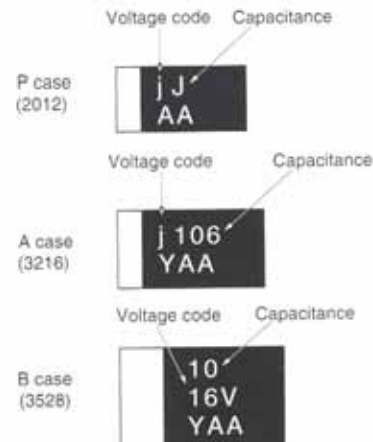 Voltage code Capacitance
P case
(2012)
j J
AA
Voltage code Capacitance
A case
(3216)
j 106
YAA
Voltage code Capacitance
B case
(3528)
10
16V
YAA